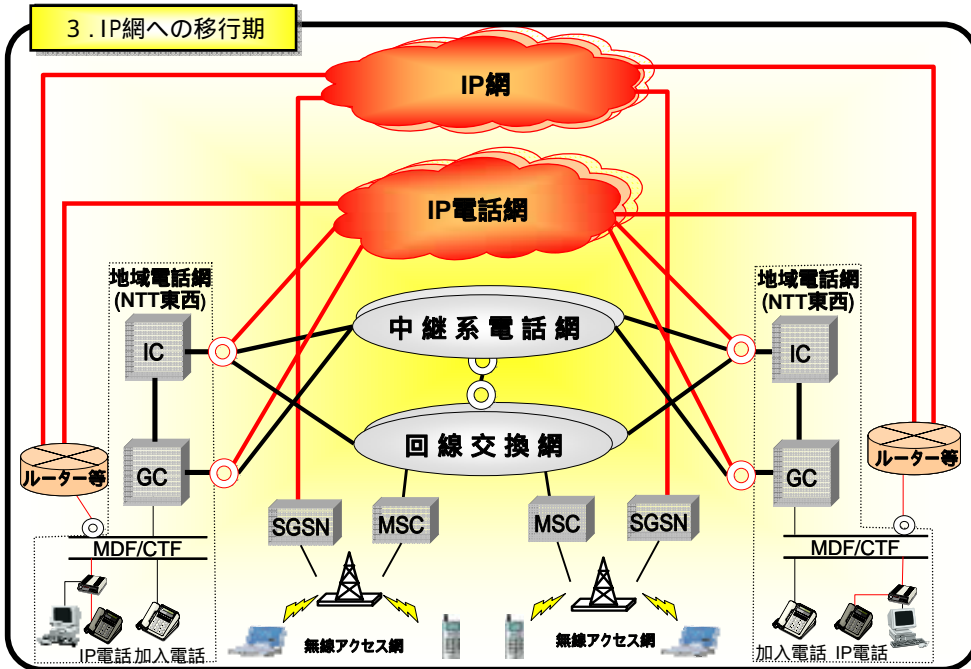 ３．IP網への移行期
IP網
IP電話網
地域電話網
(NTT東西)
地域電話網
(NTT東西)
中継系電話網
IC
IC
回線交換網
ルーター等
GC
GC
ルーター等
SGSN
MSC
MSC
SGSN
MDF/CTF
MDF/CTF
無線アクセス網
無線アクセス網
IP電話
加入電話
加入電話
IP電話